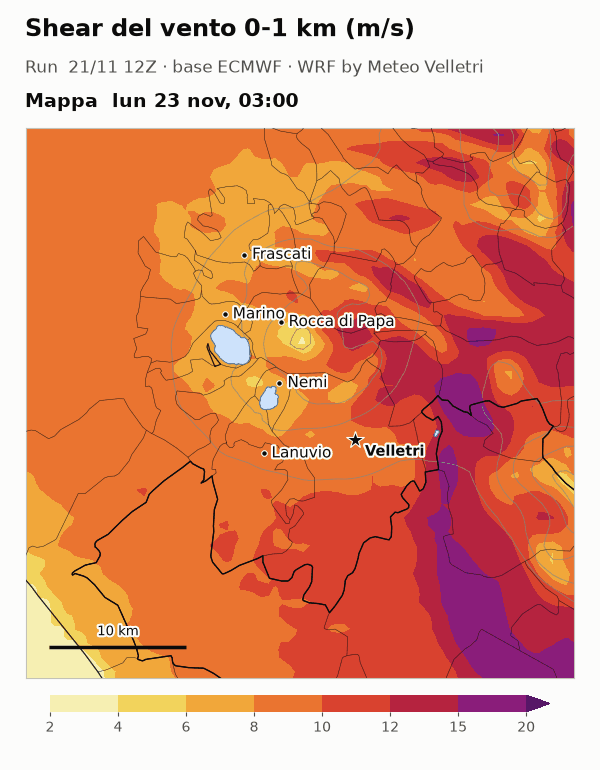 Shear del vento 0-1 km (m/s)
Run  21/11 12Z · base ECMWF · WRF by Meteo Velletri
Mappa  lun 23 nov, 03:00
Frascati
Marino
Rocca di Papa
Nemi
Velletri
Lanuvio
10 km
2 4 6 8 10 12 15 20